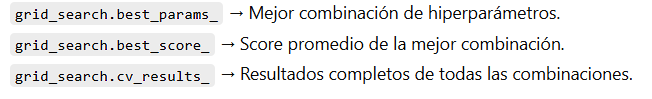 grid_search.best_params_ → Mejor combinación de hiperparámetros.
grid_search.best_score_ → Score promedio de la mejor combinación.
grid_search.cv_results_ → Resultados completos de todas las combinaciones.